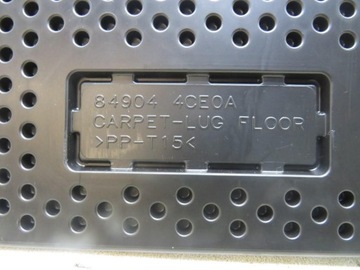 84904 4CE0A
CARPET-LUG FLOOR
>PP-T15<